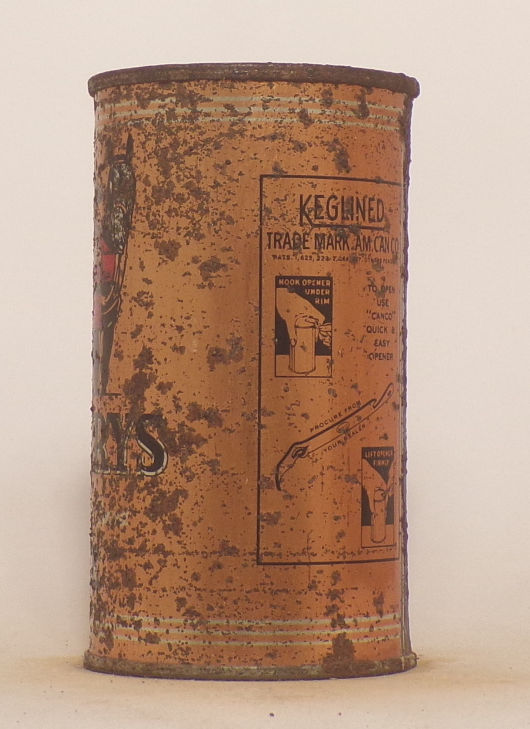 KEGLINED
TRADE MARK AM.CAN.CO
HOOK OPENER
UNDER
RIM
TO OPEN
USE
"CANCO"
QUICK &
EASY
OPENER
PROCURE FROM
YOUR DEALER
LIFT OPENER
FIRMLY
RYS